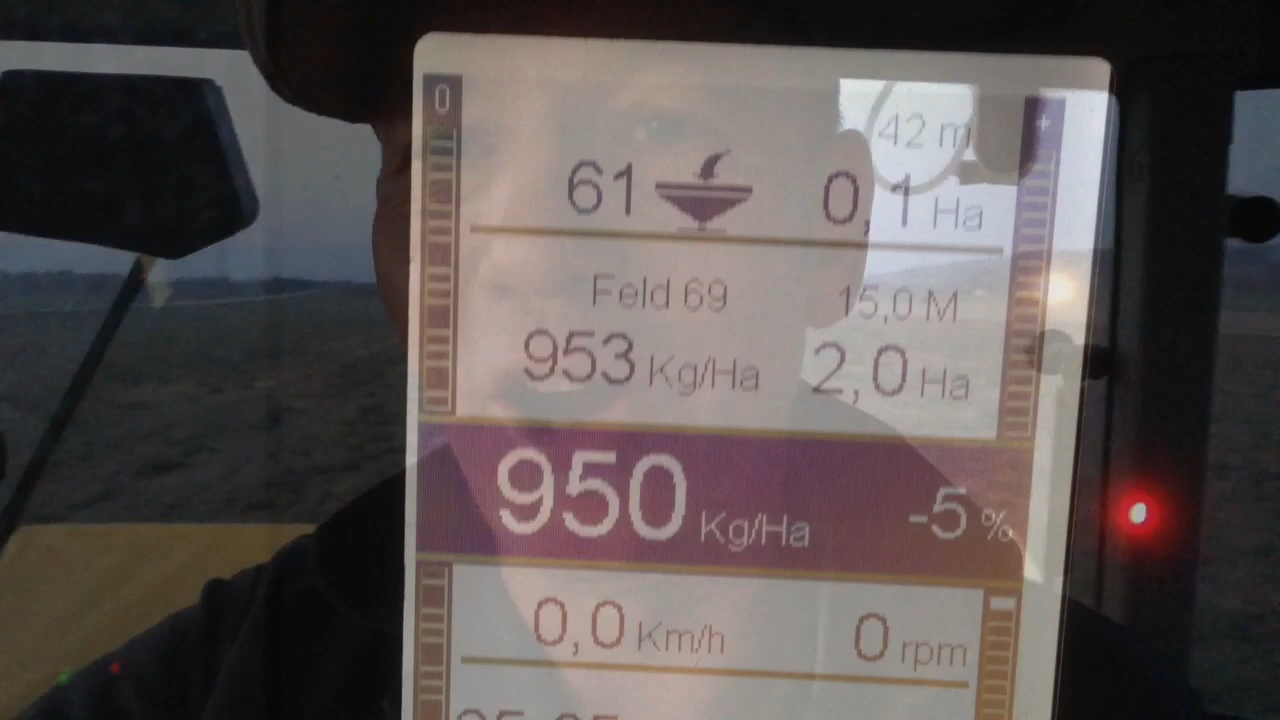 0
42 m
+
61 0,1 Ha
Feld 69 15,0 M
953 Kg/Ha 2,0 Ha
950 Kg/Ha -5 %
0,0 Km/h 0 rpm